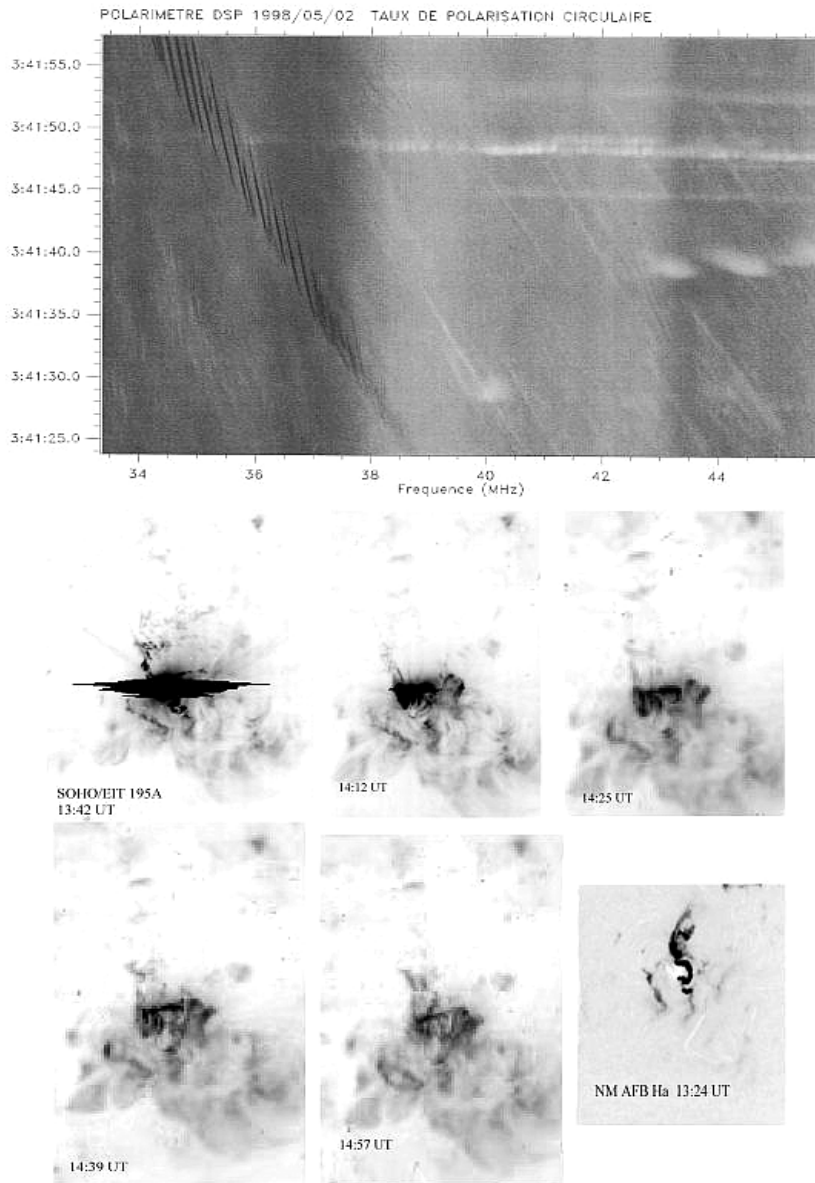 POLARIMETRE DSP 1998/05/02 TAUX DE POLARISATION CIRCULAIRE
3:41:55.0
3:41:50.0
3:41:45.0
3:41:40.0
3:41:35.0
3:41:30.0
3:41:25.0
34 36 38 40 42 44
Frequence (MHz)
SOHO/EIT 195A
13:42 UT
14:12 UT
14:25 UT
14:39 UT
14:57 UT
NM AFB Ha 13:24 UT